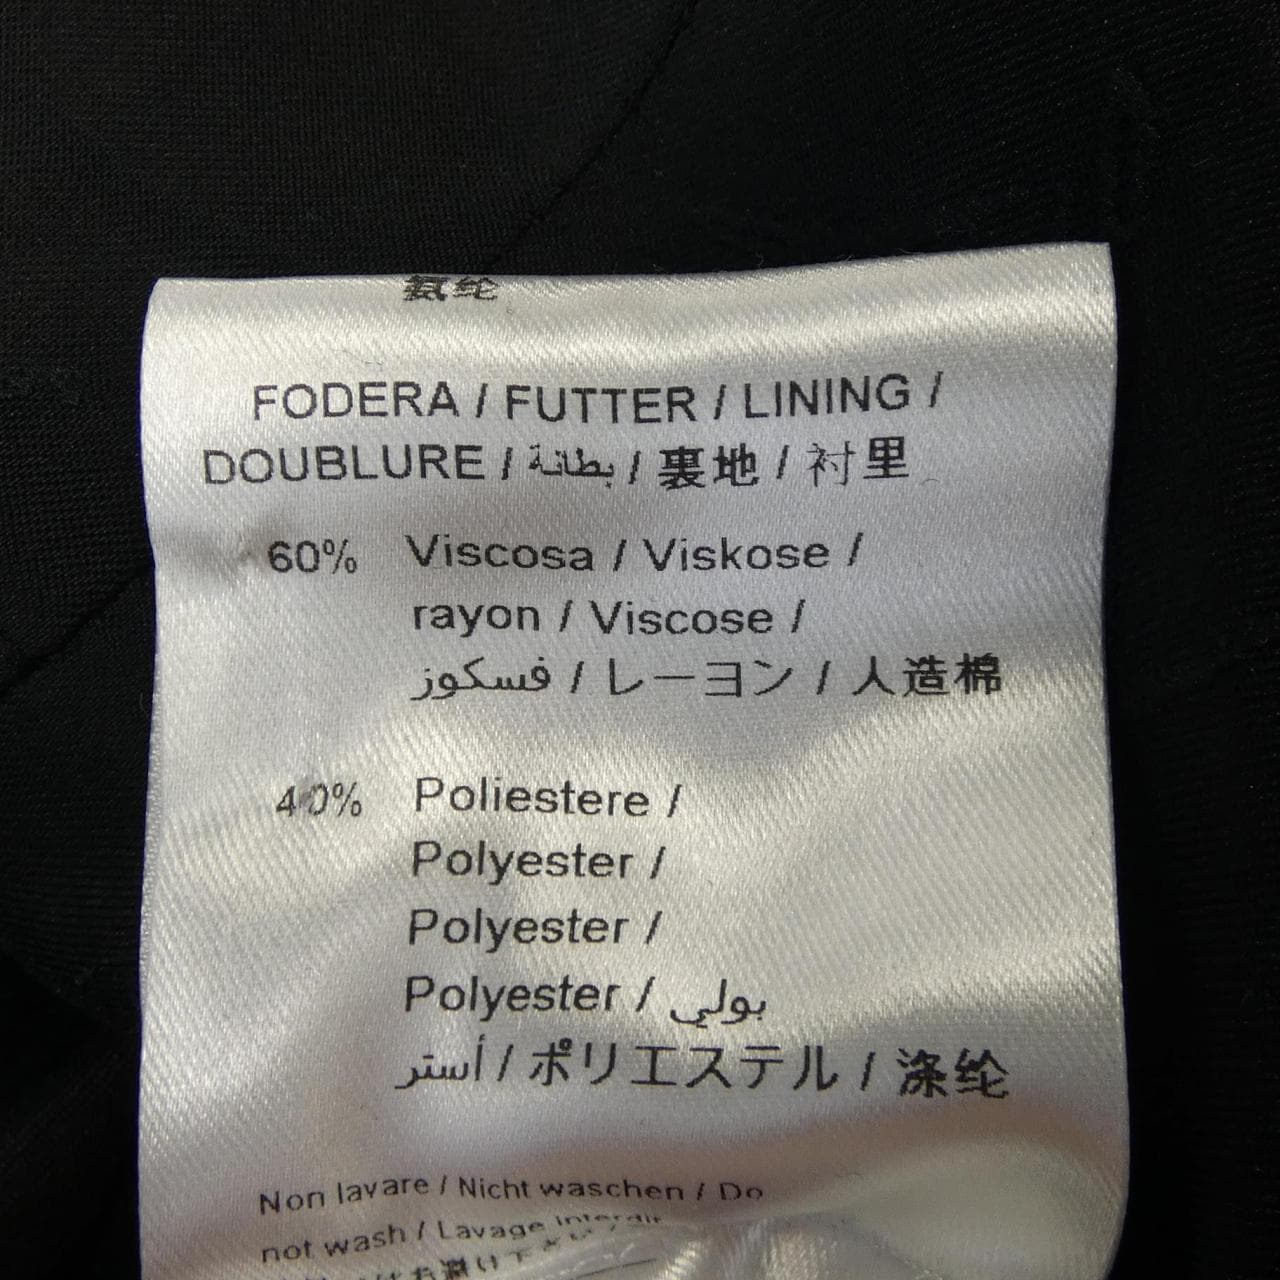 氨纶
FODERA / FUTTER / LINING /
DOUBLURE / بطانة / 裏地 / 衬里
60% Viscosa / Viskose /
rayon / Viscose /
فسكوز / レーヨン / 人造棉
40% Poliestere /
Polyester /
Polyester /
Polyester / بولي
أستر / ポリエステル / 涤纶
Non lavare / Nicht waschen / Do
not wash / Lavage interdit